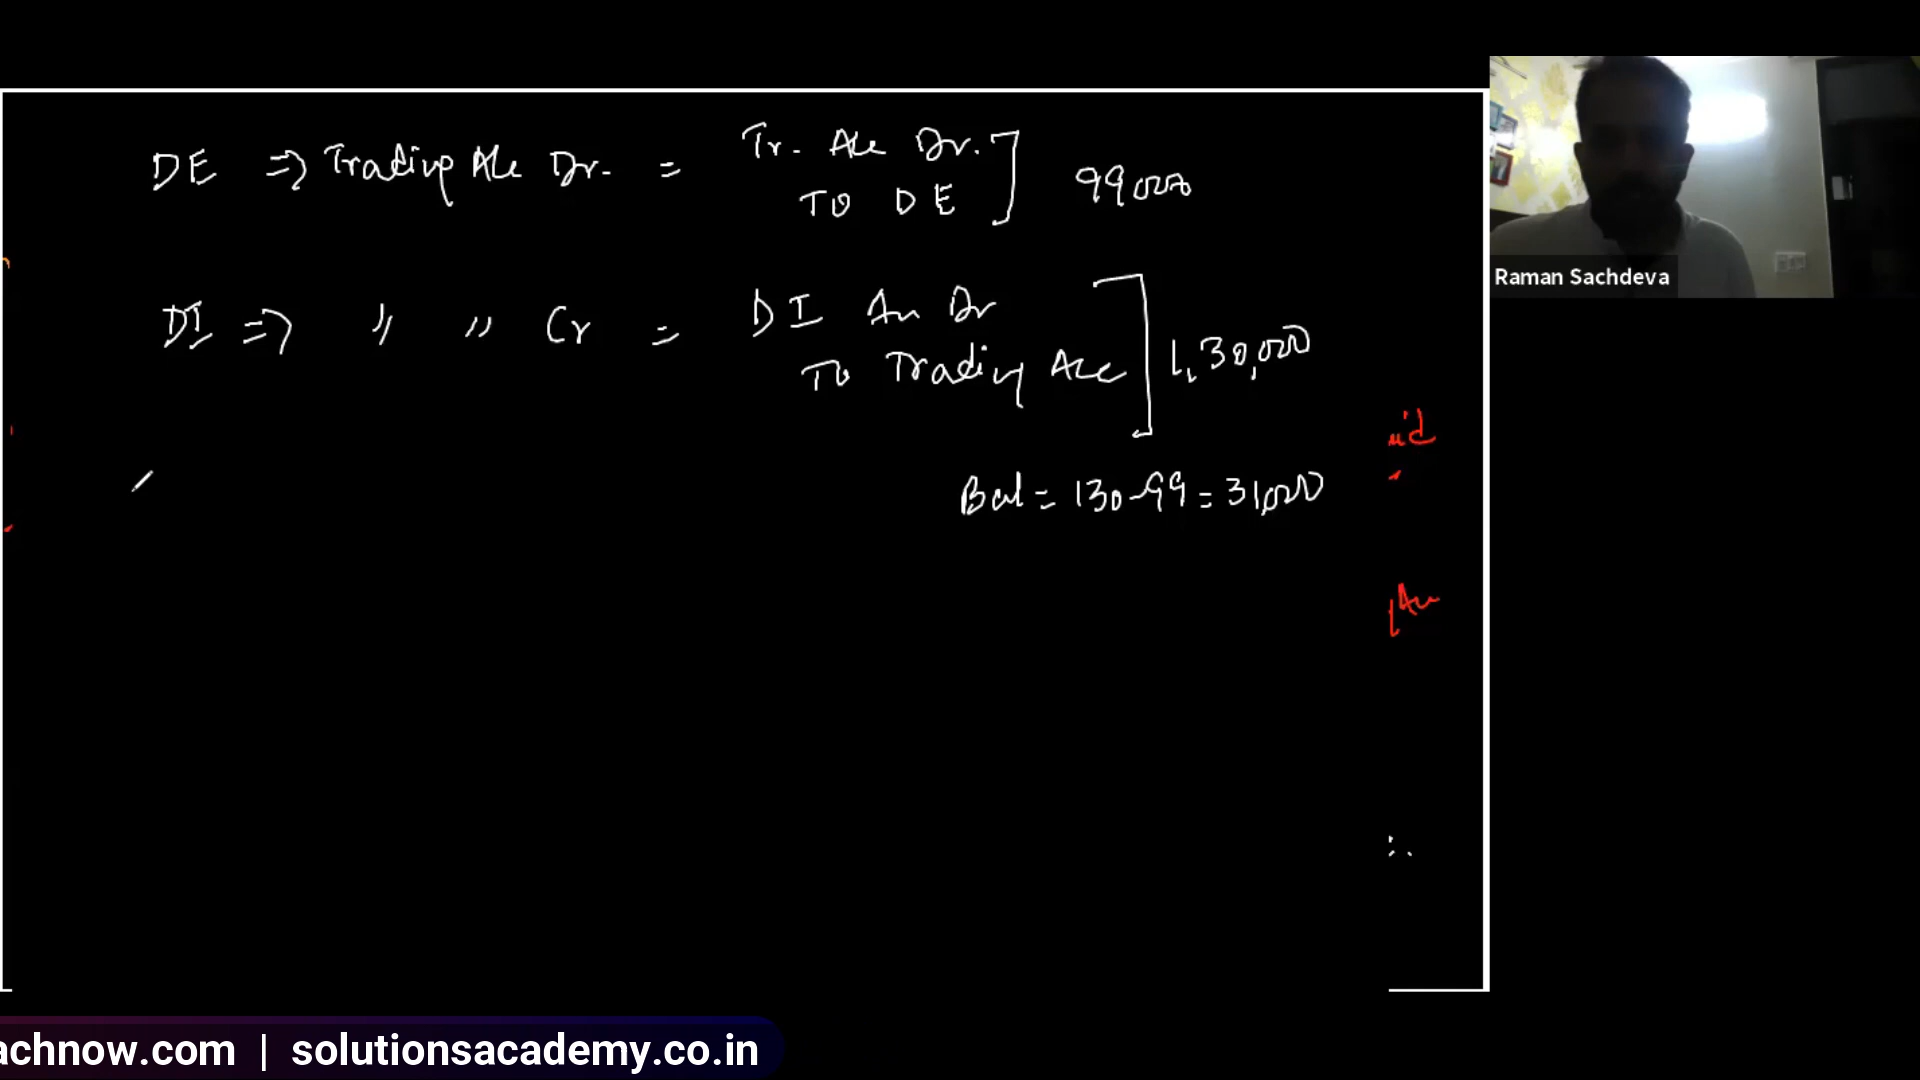 DE => Trading A/c Dr. = Tr. A/c Dr.
TO DE ] 99000
DI => " " Cr = DI A/c Dr
To Trading A/c ] 1,30,000
Bal = 130-99 = 31,000
Raman Sachdeva
achnow.com | solutionsacademy.co.in